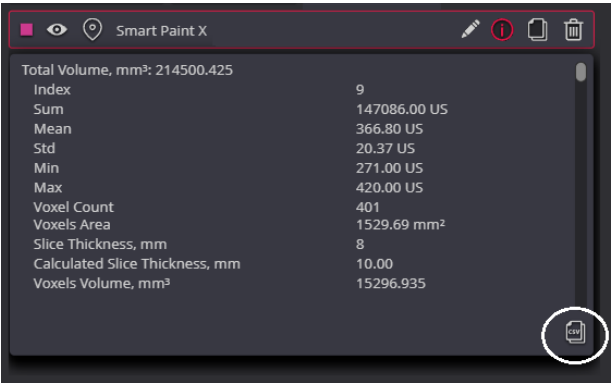 Smart Paint X
Total Volume, mm³: 214500.425
Index 9
Sum 147086.00 US
Mean 366.80 US
Std 20.37 US
Min 271.00 US
Max 420.00 US
Voxel Count 401
Voxels Area 1529.69 mm²
Slice Thickness, mm 8
Calculated Slice Thickness, mm 10.00
Voxels Volume, mm³ 15296.935
CSV